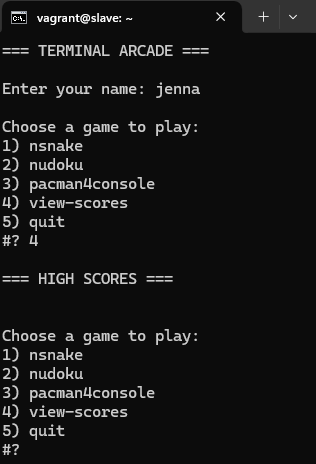 vagrant@slave: ~
=== TERMINAL ARCADE ===
Enter your name: jenna
Choose a game to play:
1) nsnake
2) nudoku
3) pacman4console
4) view-scores
5) quit
#? 4
=== HIGH SCORES ===
Choose a game to play:
1) nsnake
2) nudoku
3) pacman4console
4) view-scores
5) quit
#?